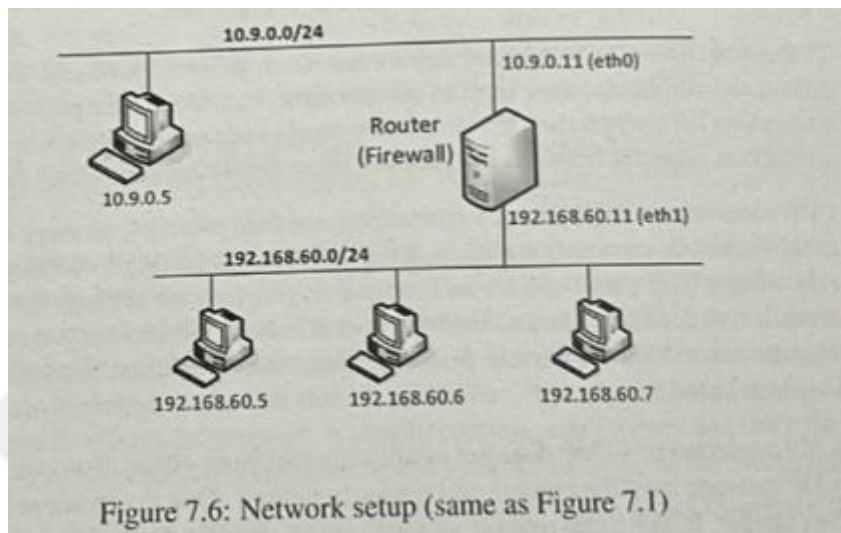 10.9.0.0/24
10.9.0.11 (eth0)
Router
(Firewall)
10.9.0.5
192.168.60.11 (eth1)
192.168.60.0/24
192.168.60.5
192.168.60.6
192.168.60.7
Figure 7.6: Network setup (same as Figure 7.1)